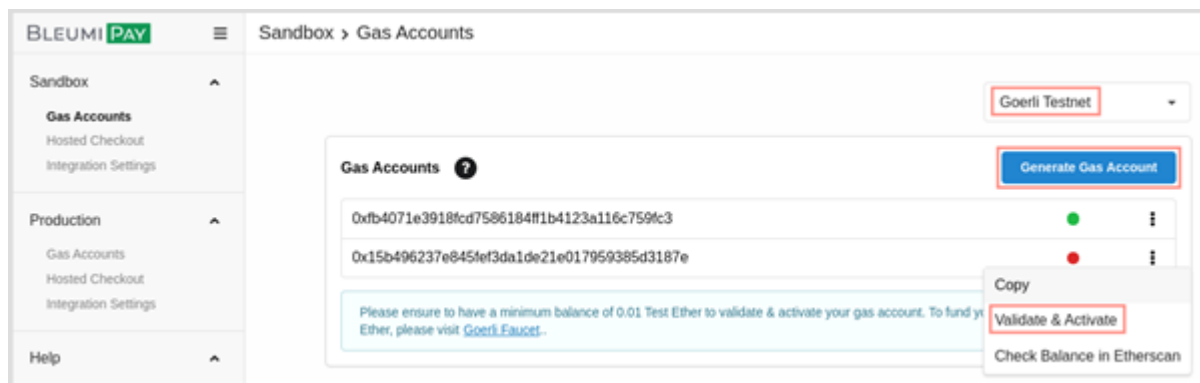 BLEUMI PAY
Sandbox > Gas Accounts
Sandbox
Gas Accounts
Hosted Checkout
Integration Settings
Production
Gas Accounts
Hosted Checkout
Integration Settings
Help
Goerli Testnet
Gas Accounts ?
Generate Gas Account
0xfb4071e3918fcd7586184ff1b4123a116c759fc3
0x15b496237e845fef3da1de21e017959385d3187e
Please ensure to have a minimum balance of 0.01 Test Ether to validate & activate your gas account. To fund
Ether, please visit Goerli Faucet..
Copy
Validate & Activate
Check Balance in Etherscan